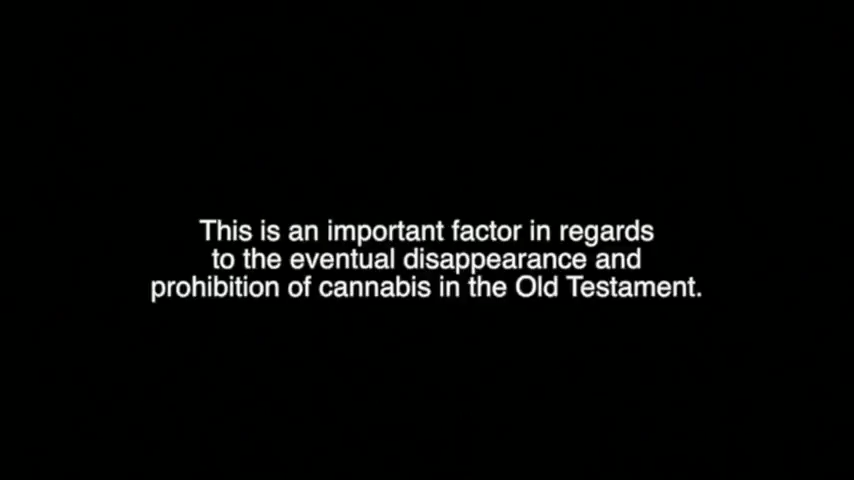 This is an important factor in regards
to the eventual disappearance and
prohibition of cannabis in the Old Testament.